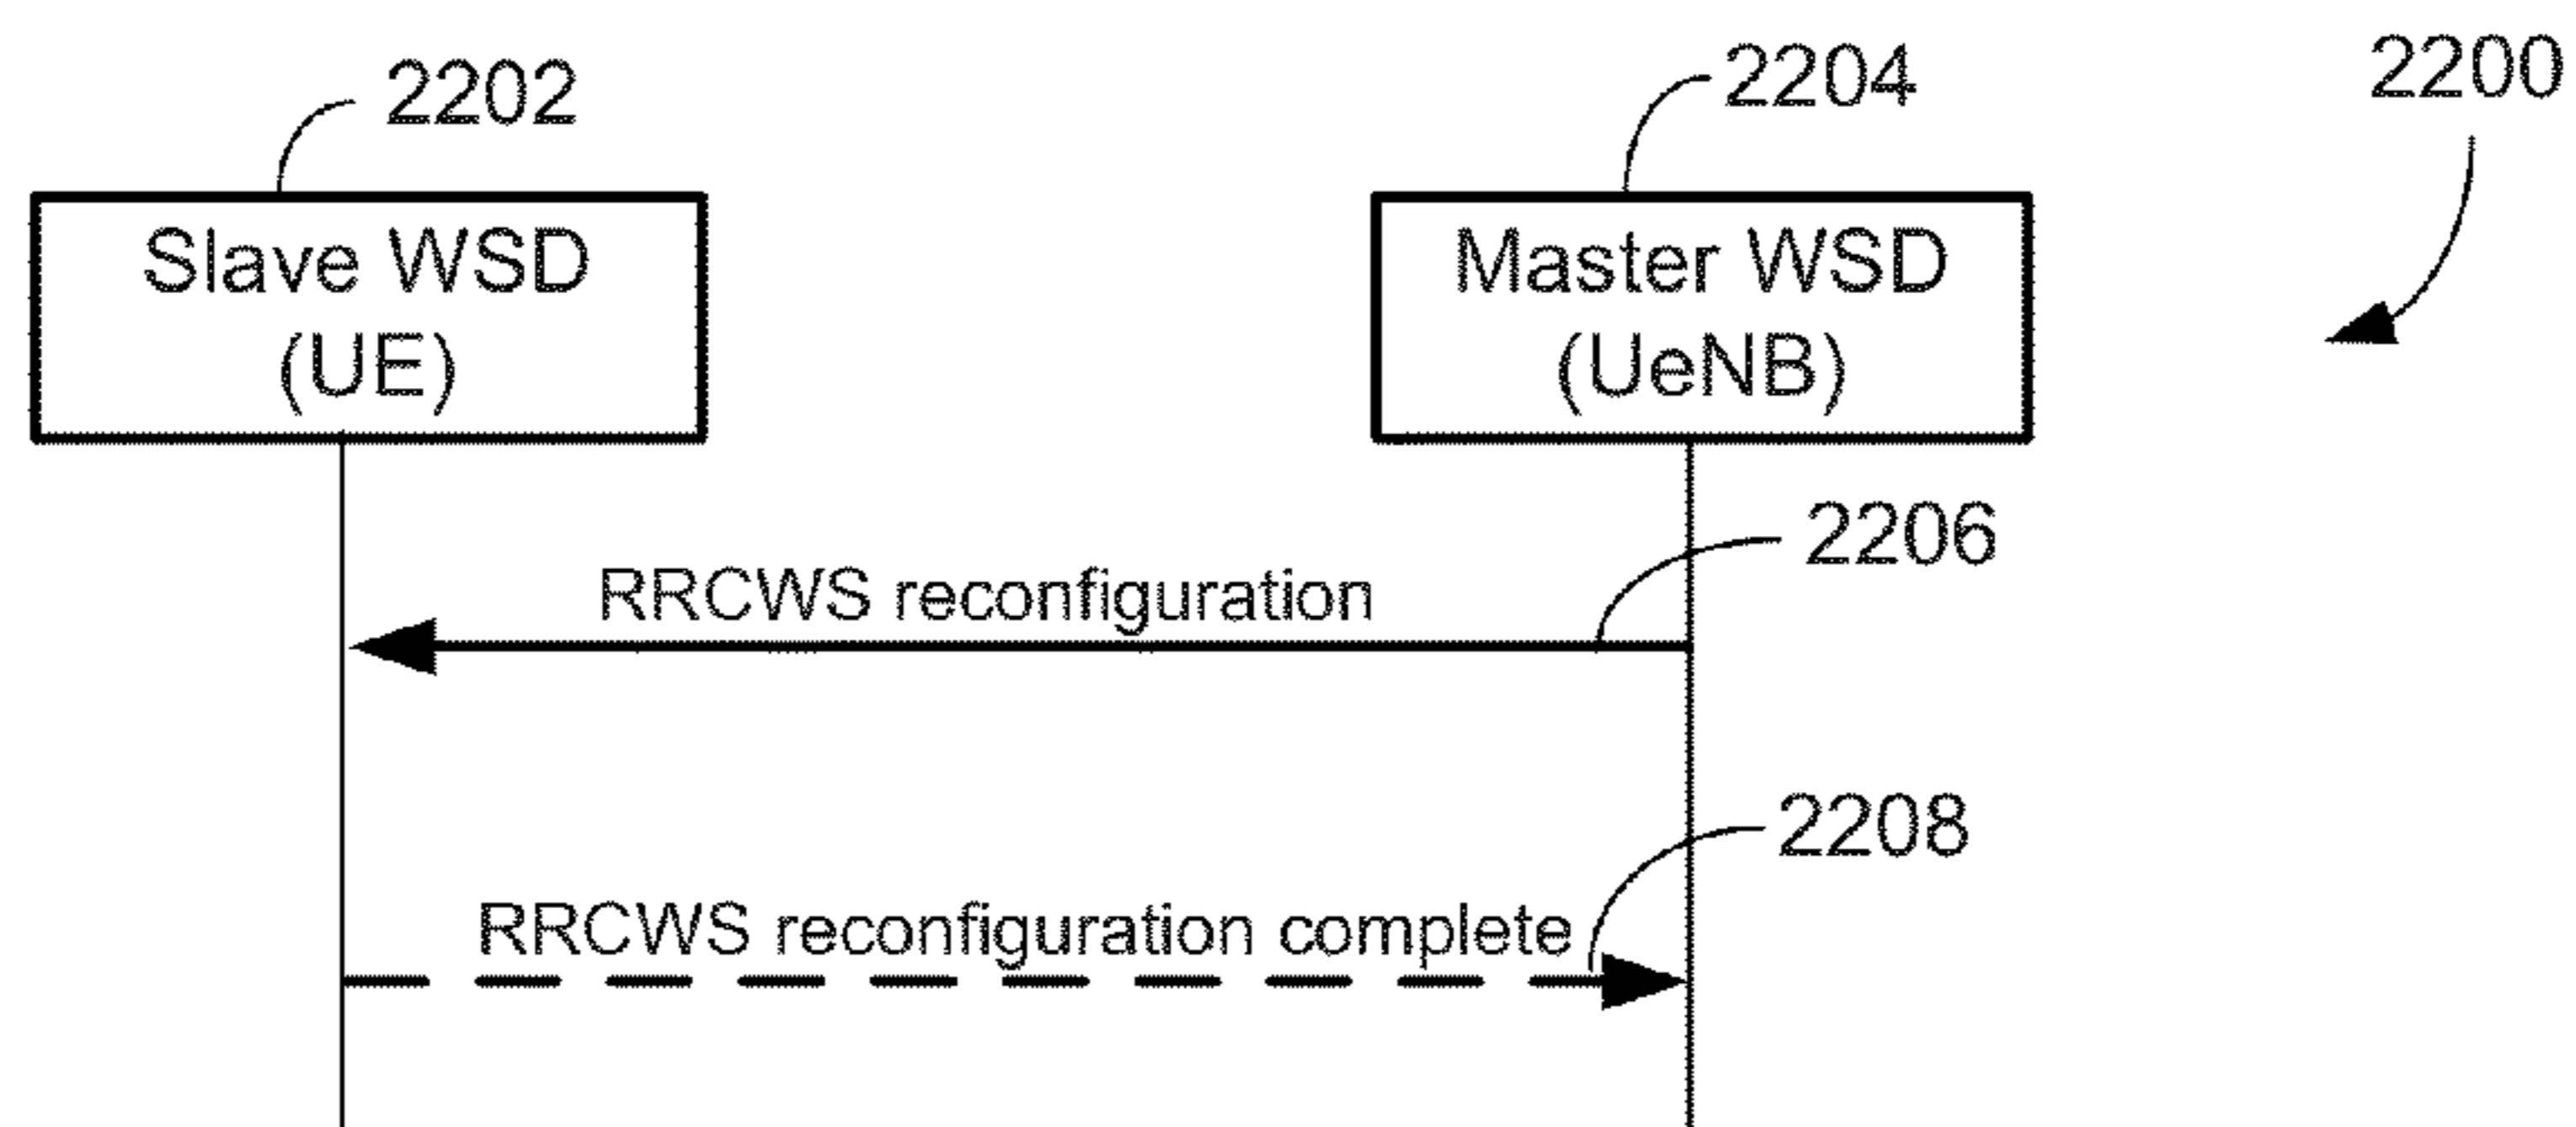 2202
2204
2200
Slave WSD
(UE)
Master WSD
(UeNB)
2206
RRCWS reconfiguration
2208
RRCWS reconfiguration complete